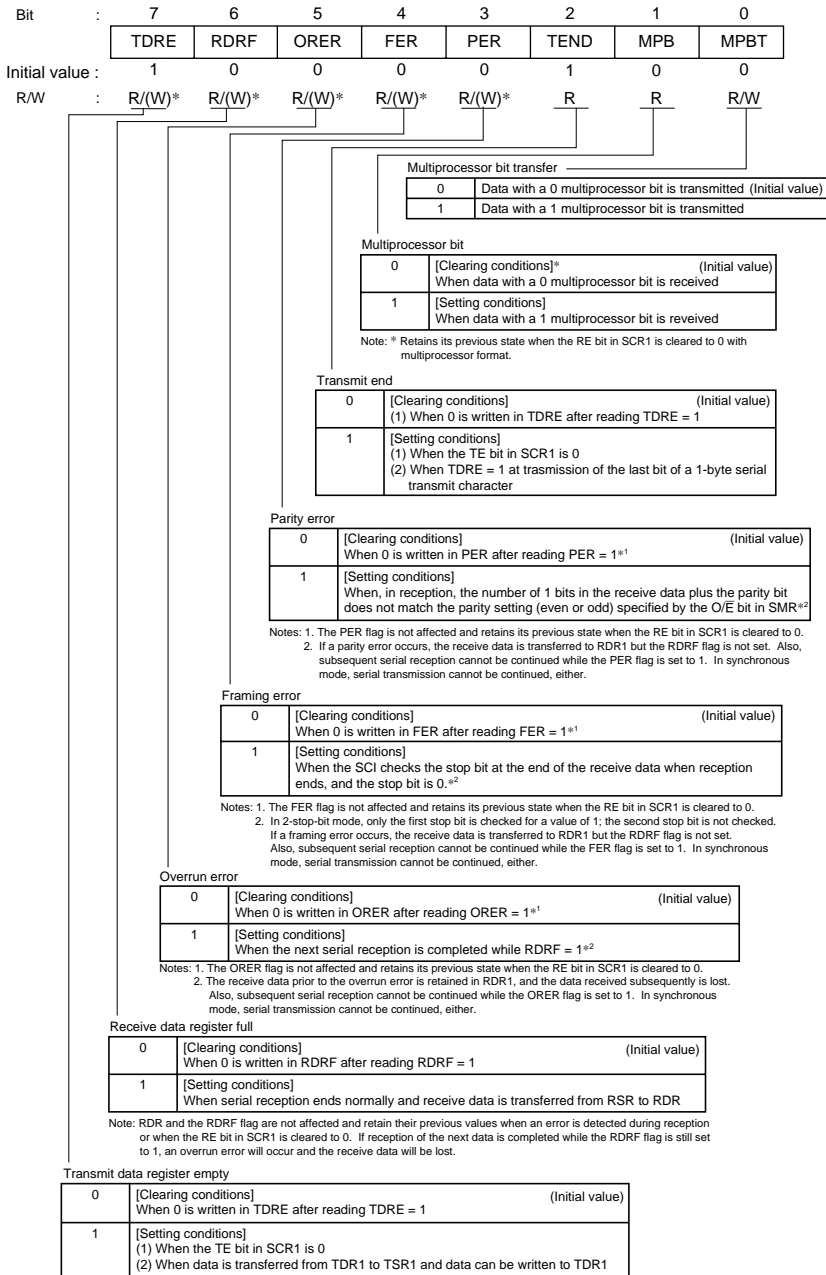 Bit : 7 6 5 4 3 2 1 0
TDRE RDRF ORER FER PER TEND MPB MPBT
Initial value : 1 0 0 0 0 1 0 0
R/W : R/(W)* R/(W)* R/(W)* R/(W)* R/(W)* R R R/W
Multiprocessor bit transfer
0 Data with a 0 multiprocessor bit is transmitted (Initial value)
1 Data with a 1 multiprocessor bit is transmitted
Multiprocessor bit
0 [Clearing conditions]* (Initial value)
When data with a 0 multiprocessor bit is received
1 [Setting conditions]
When data with a 1 multiprocessor bit is reveived
Note: * Retains its previous state when the RE bit in SCR1 is cleared to 0 with
multiprocessor format.
Transmit end
0 [Clearing conditions] (Initial value)
(1) When 0 is written in TDRE after reading TDRE = 1
1 [Setting conditions]
(1) When the TE bit in SCR1 is 0
(2) When TDRE = 1 at trasmission of the last bit of a 1-byte serial
transmit character
Parity error
0 [Clearing conditions] (Initial value)
When 0 is written in PER after reading PER = 1*1
1 [Setting conditions]
When, in reception, the number of 1 bits in the receive data plus the parity bit
does not match the parity setting (even or odd) specified by the O/E̅ bit in SMR*2
Notes: 1. The PER flag is not affected and retains its previous state when the RE bit in SCR1 is cleared to 0.
2. If a parity error occurs, the receive data is transferred to RDR1 but the RDRF flag is not set. Also,
subsequent serial reception cannot be continued while the PER flag is set to 1. In synchronous
mode, serial transmission cannot be continued, either.
Framing error
0 [Clearing conditions] (Initial value)
When 0 is written in FER after reading FER = 1*1
1 [Setting conditions]
When the SCI checks the stop bit at the end of the receive data when reception
ends, and the stop bit is 0.*2
Notes: 1. The FER flag is not affected and retains its previous state when the RE bit in SCR1 is cleared to 0.
2. In 2-stop-bit mode, only the first stop bit is checked for a value of 1; the second stop bit is not checked.
If a framing error occurs, the receive data is transferred to RDR1 but the RDRF flag is not set.
Also, subsequent serial reception cannot be continued while the FER flag is set to 1. In synchronous
mode, serial transmission cannot be continued, either.
Overrun error
0 [Clearing conditions] (Initial value)
When 0 is written in ORER after reading ORER = 1*1
1 [Setting conditions]
When the next serial reception is completed while RDRF = 1*2
Notes: 1. The ORER flag is not affected and retains its previous state when the RE bit in SCR1 is cleared to 0.
2. The receive data prior to the overrun error is retained in RDR1, and the data received subsequently is lost.
Also, subsequent serial reception cannot be continued while the ORER flag is set to 1. In synchronous
mode, serial transmission cannot be continued, either.
Receive data register full
0 [Clearing conditions] (Initial value)
When 0 is written in RDRF after reading RDRF = 1
1 [Setting conditions]
When serial reception ends normally and receive data is transferred from RSR to RDR
Note: RDR and the RDRF flag are not affected and retain their previous values when an error is detected during reception
or when the RE bit in SCR1 is cleared to 0. If reception of the next data is completed while the RDRF flag is still set
to 1, an overrun error will occur and the receive data will be lost.
Transmit data register empty
0 [Clearing conditions] (Initial value)
When 0 is written in TDRE after reading TDRE = 1
1 [Setting conditions]
(1) When the TE bit in SCR1 is 0
(2) When data is transferred from TDR1 to TSR1 and data can be written to TDR1